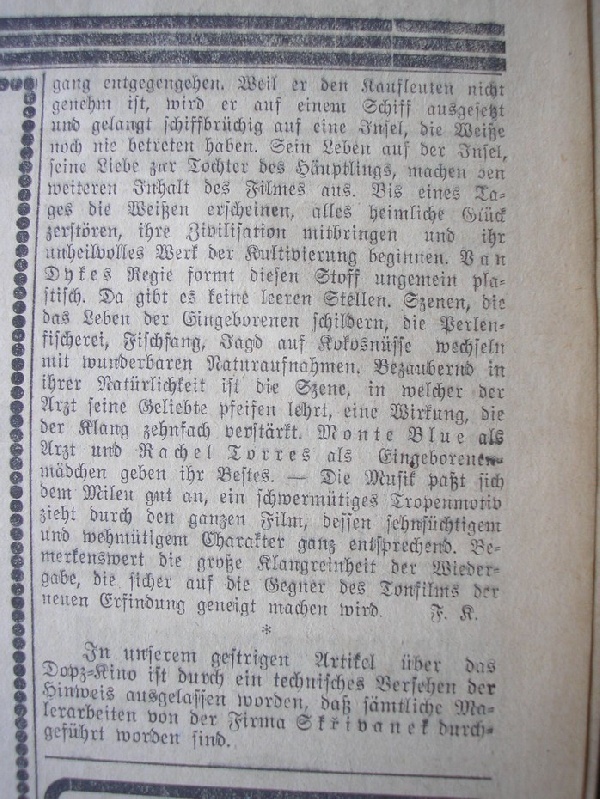 gang entgegengehen. Weil er den Kaufleuten nicht
genehm ist, wird er auf einem Schiff ausgesetzt
und gelangt schiffbrüchig auf eine Insel, die Weiße
noch nie betreten haben. Sein Leben auf der Insel,
seine Liebe zur Tochter des Häuptlings, machen den
weiteren Inhalt des Filmes aus. Bis eines Ta-
ges die Weißen erscheinen, alles heimliche Glück
zerstören, ihre Zivilisation mitbringen und ihr
unheilvolles Werk der Kultivierung beginnen. Van
Dykes Regie formt diesen Stoff ungemein pla-
stisch. Da gibt es keine leeren Stellen. Szenen, die
das Leben der Eingeborenen schildern, die Perlen-
fischerei, Fischfang, Jagd auf Kokosnüsse wechseln
mit wunderbaren Naturaufnahmen. Bezaubernd in
ihrer Natürlichkeit ist die Szene, in welcher der
Arzt seine Geliebte pfeifen lehrt, eine Wirkung, die
der Klang zehnfach verstärkt. Monte Blue als
Arzt und Rachel Torres als Eingeborenen-
mädchen geben ihr Bestes. — Die Musik paßt sich
dem Mileu gut an, ein schwermütiges Tropenmotiv
zieht durch den ganzen Film, dessen sehnsüchtigem
und wehmütigem Charakter ganz entsprechend. Be-
merkenswert die große Klangreinheit der Wieder-
gabe, die sicher auf die Gegner des Tonfilms der
neuen Erfindung geneigt machen wird. F. K.
*
In unserem gestrigen Artikel über das
Dopz-Kino ist durch ein technisches Versehen der
Hinweis ausgelassen worden, daß sämtliche Ma-
lerarbeiten von der Firma Skřivanek durch-
geführt worden sind.